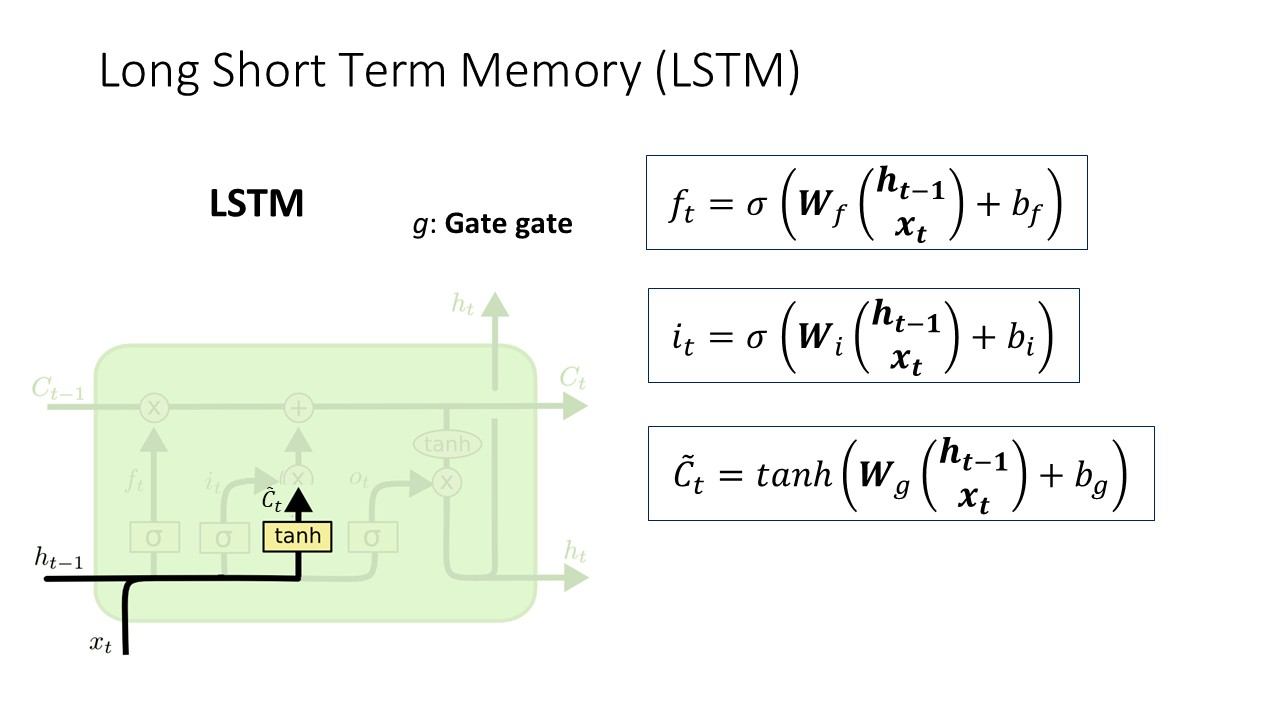 Long Short Term Memory (LSTM)
LSTM
g: Gate gate
f_t = σ(W_f (h_{t−1} x_t) + b_f)
i_t = σ(W_i (h_{t−1} x_t) + b_i)
C̃_t = tanh(W_g (h_{t−1} x_t) + b_g)
h_t
C_{t−1}
C_t
x
+
tanh
f_t
i_t
x
o_t
x
C̃_t
σ
σ
tanh
σ
h_{t−1}
h_t
x_t